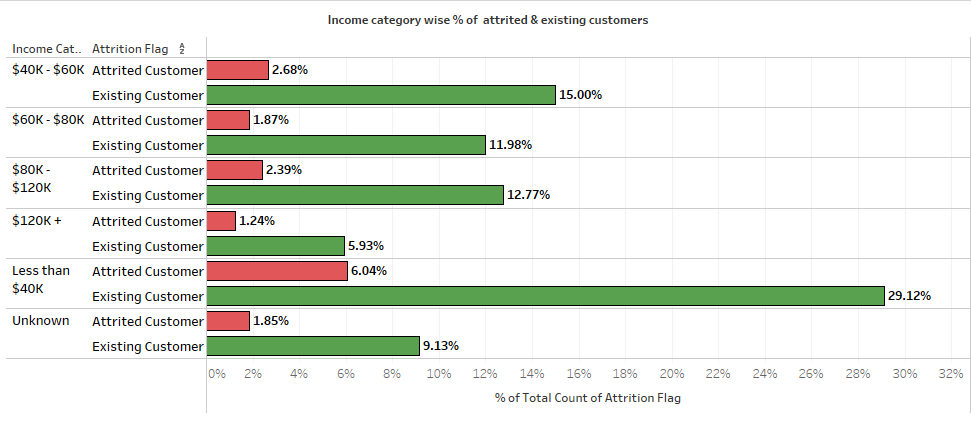 Income category wise % of attrited & existing customers
Income Cat.. Attrition Flag
$40K - $60K Attrited Customer 2.68%
Existing Customer 15.00%
$60K - $80K Attrited Customer 1.87%
Existing Customer 11.98%
$80K - Attrited Customer 2.39%
$120K
Existing Customer 12.77%
$120K + Attrited Customer 1.24%
Existing Customer 5.93%
Less than Attrited Customer 6.04%
$40K
Existing Customer 29.12%
Unknown Attrited Customer 1.85%
Existing Customer 9.13%
0% 2% 4% 6% 8% 10% 12% 14% 16% 18% 20% 22% 24% 26% 28% 30% 32%
% of Total Count of Attrition Flag